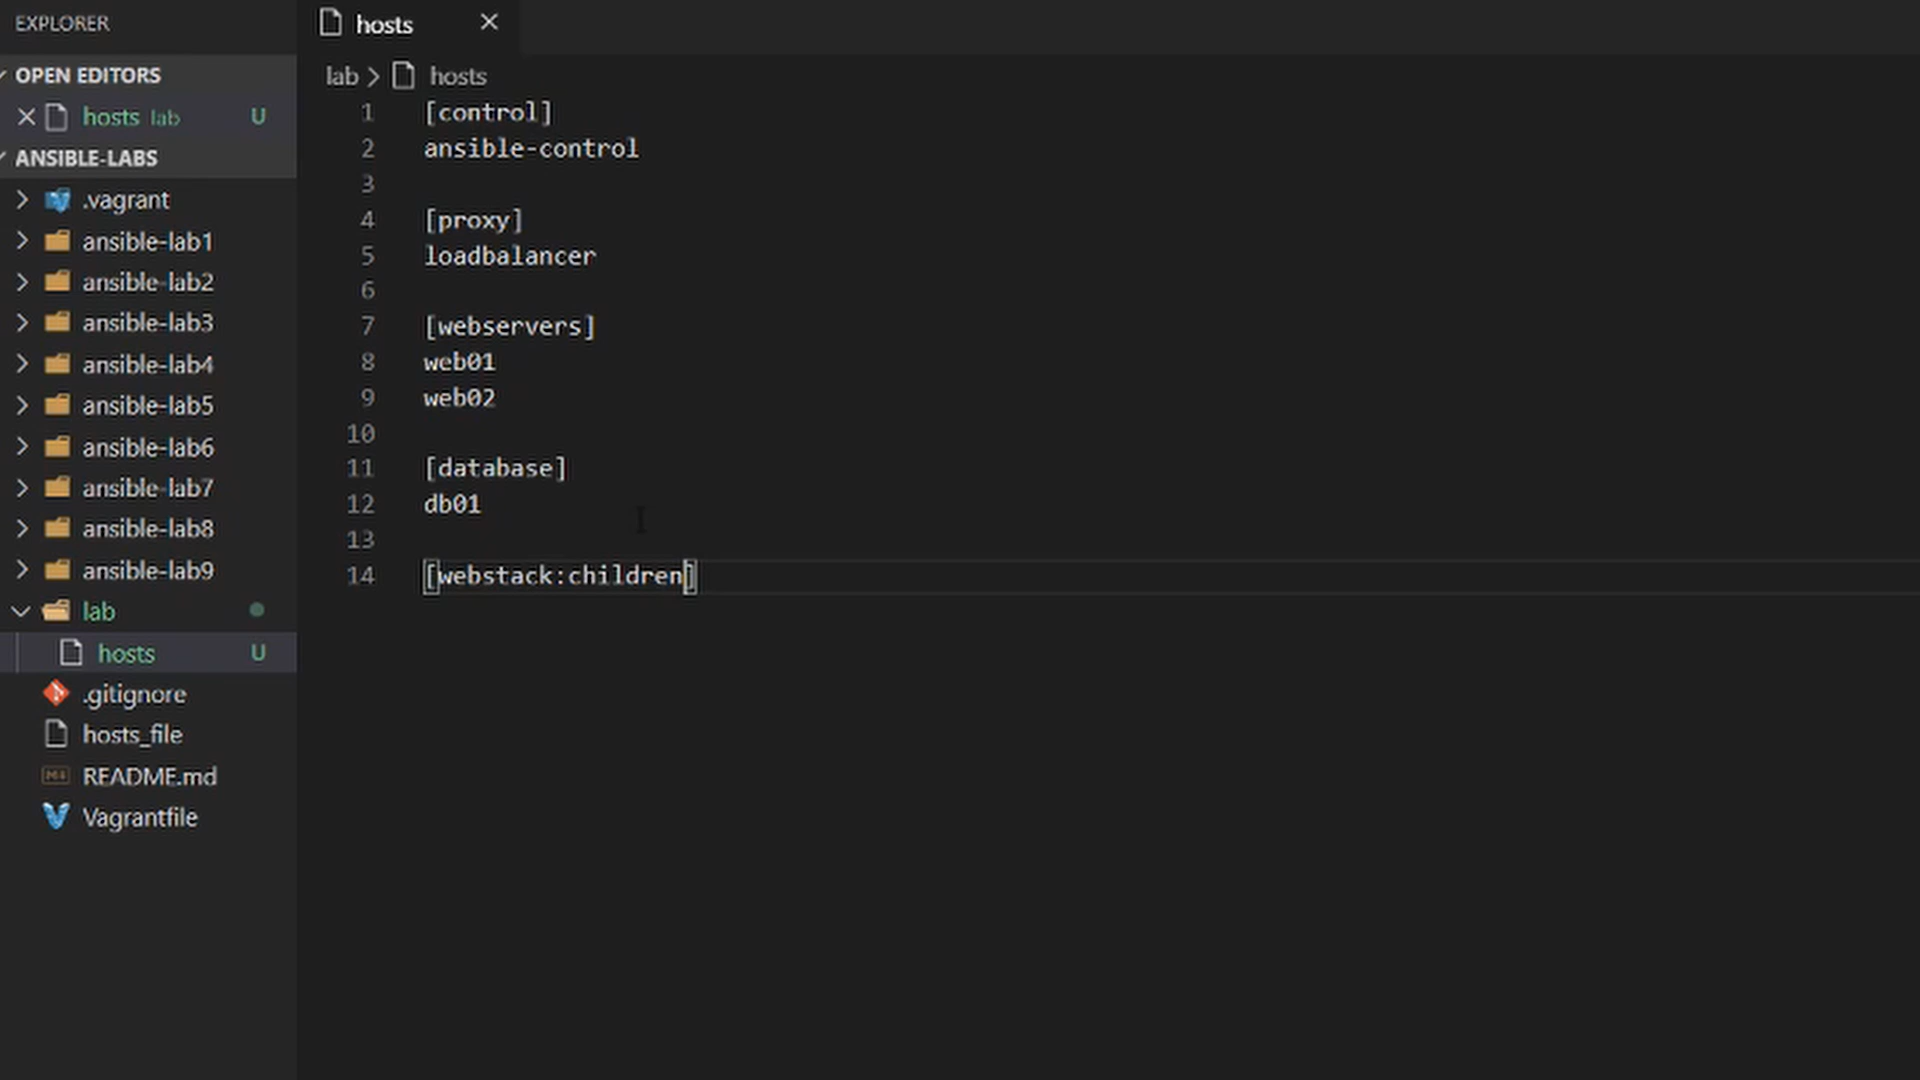 EXPLORER
OPEN EDITORS
hosts lab U
ANSIBLE-LABS
.vagrant
ansible-lab1
ansible-lab2
ansible-lab3
ansible-lab4
ansible-lab5
ansible-lab6
ansible-lab7
ansible-lab8
ansible-lab9
lab
hosts U
.gitignore
hosts_file
README.md
Vagrantfile
hosts
lab > hosts
1 [control]
2 ansible-control
3
4 [proxy]
5 loadbalancer
6
7 [webservers]
8 web01
9 web02
10
11 [database]
12 db01
13
14 [webstack:children]